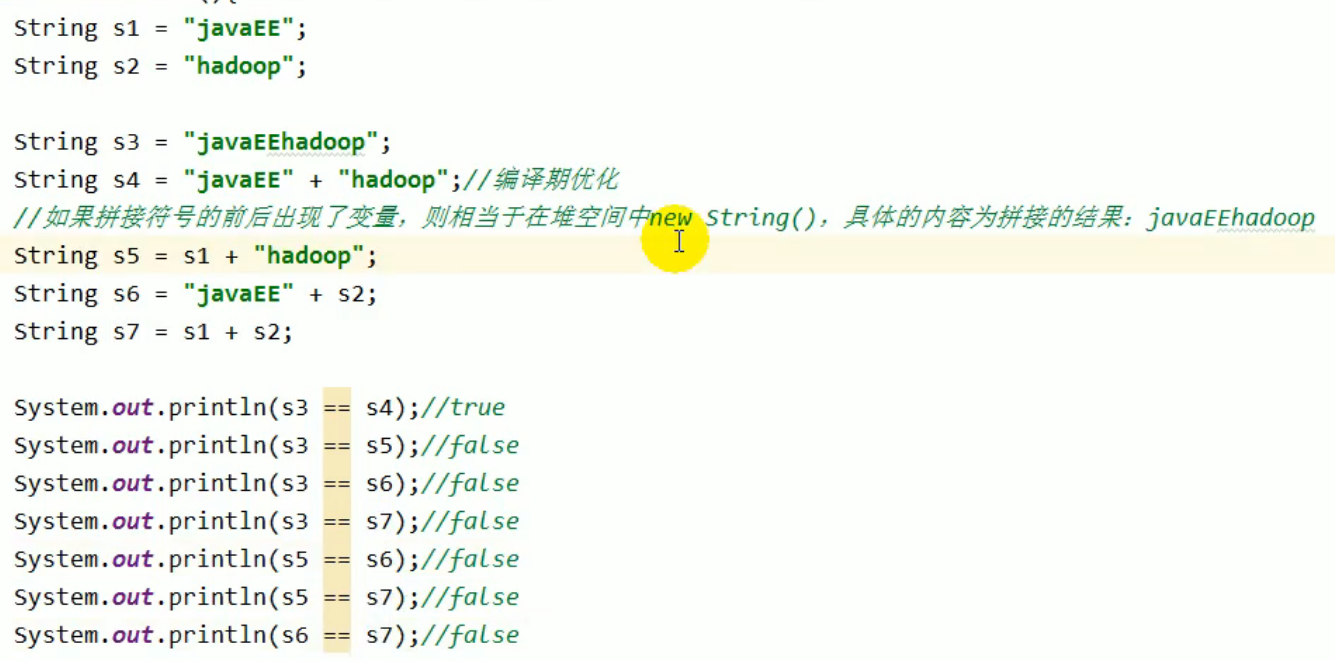 (){
String s1 = "javaEE";
String s2 = "hadoop";
String s3 = "javaEEhadoop";
String s4 = "javaEE" + "hadoop";//编译期优化
//如果拼接符号的前后出现了变量，则相当于在堆空间中new String()，具体的内容为拼接的结果：javaEEhadoop
String s5 = s1 + "hadoop";
String s6 = "javaEE" + s2;
String s7 = s1 + s2;
System.out.println(s3 == s4);//true
System.out.println(s3 == s5);//false
System.out.println(s3 == s6);//false
System.out.println(s3 == s7);//false
System.out.println(s5 == s6);//false
System.out.println(s5 == s7);//false
System.out.println(s6 == s7);//false